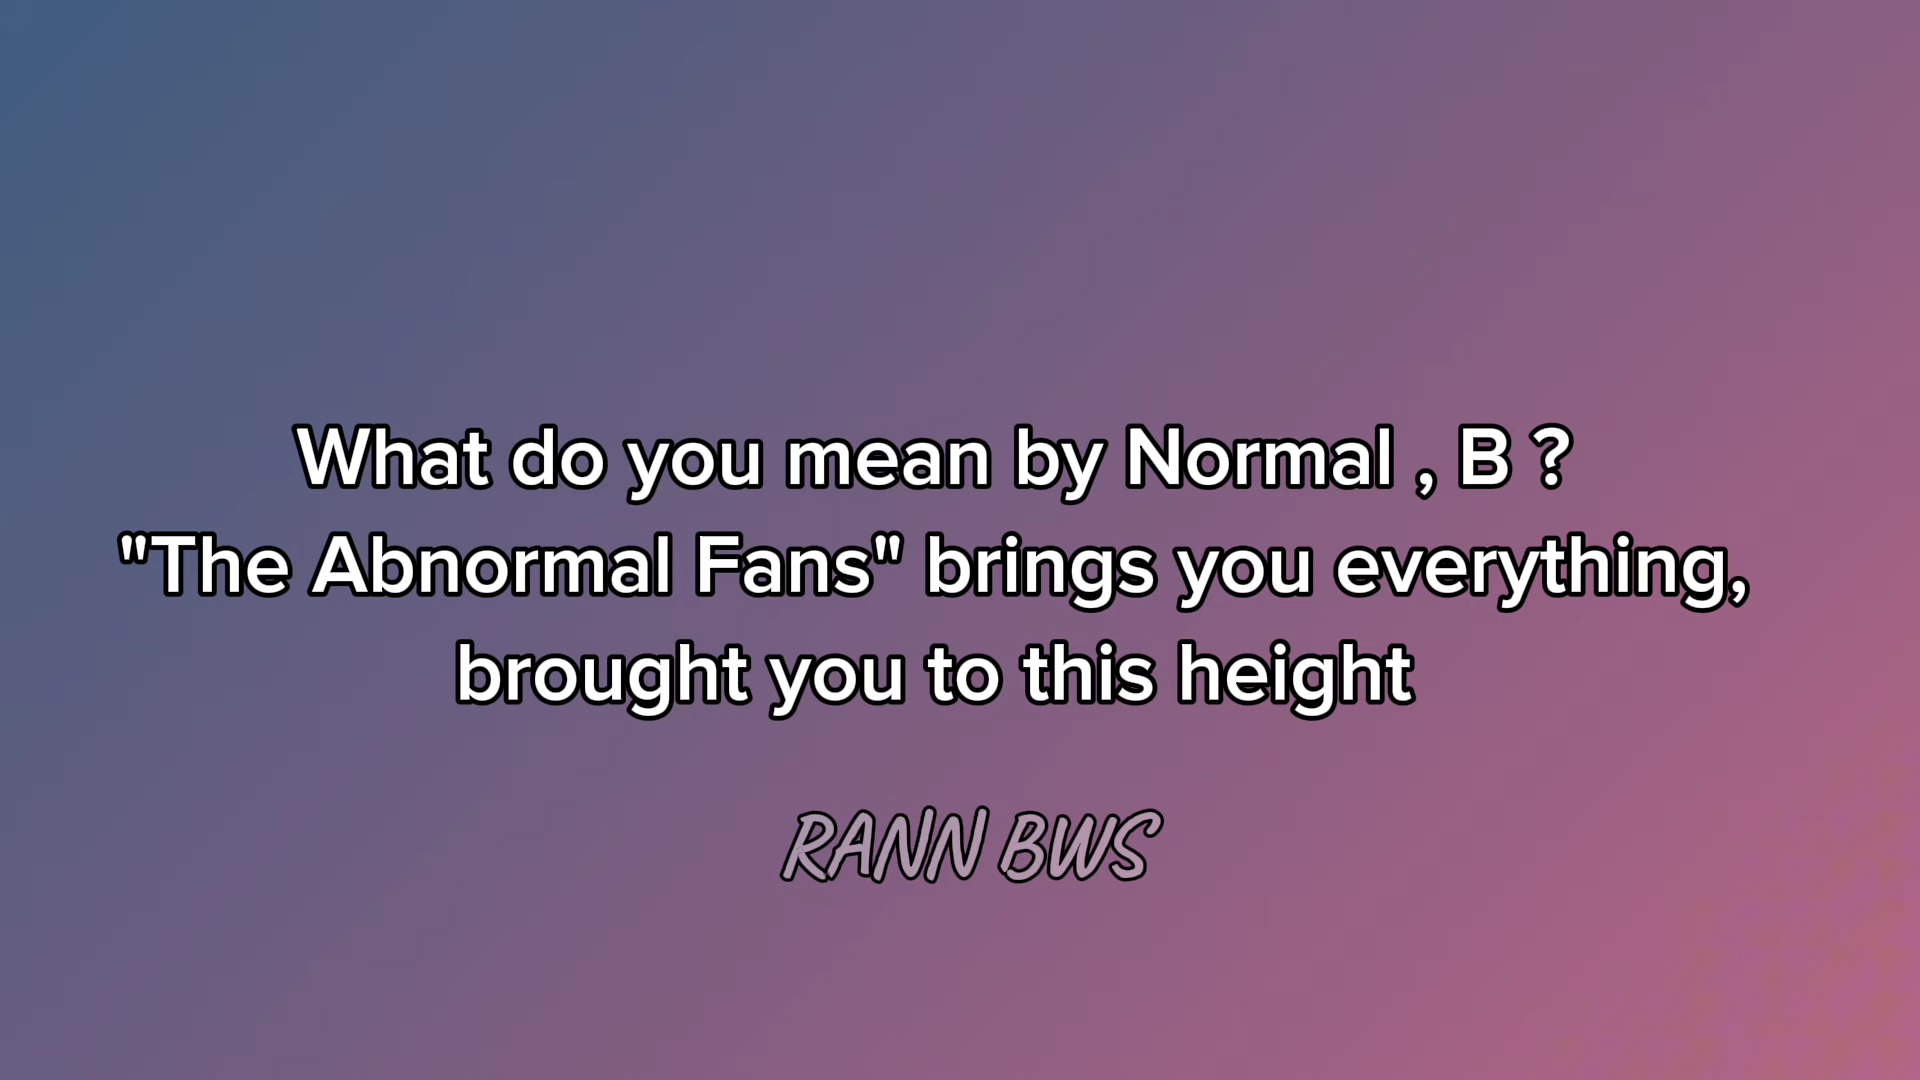 What do you mean by Normal , B ?
"The Abnormal Fans" brings you everything,
brought you to this height
RANN BWS